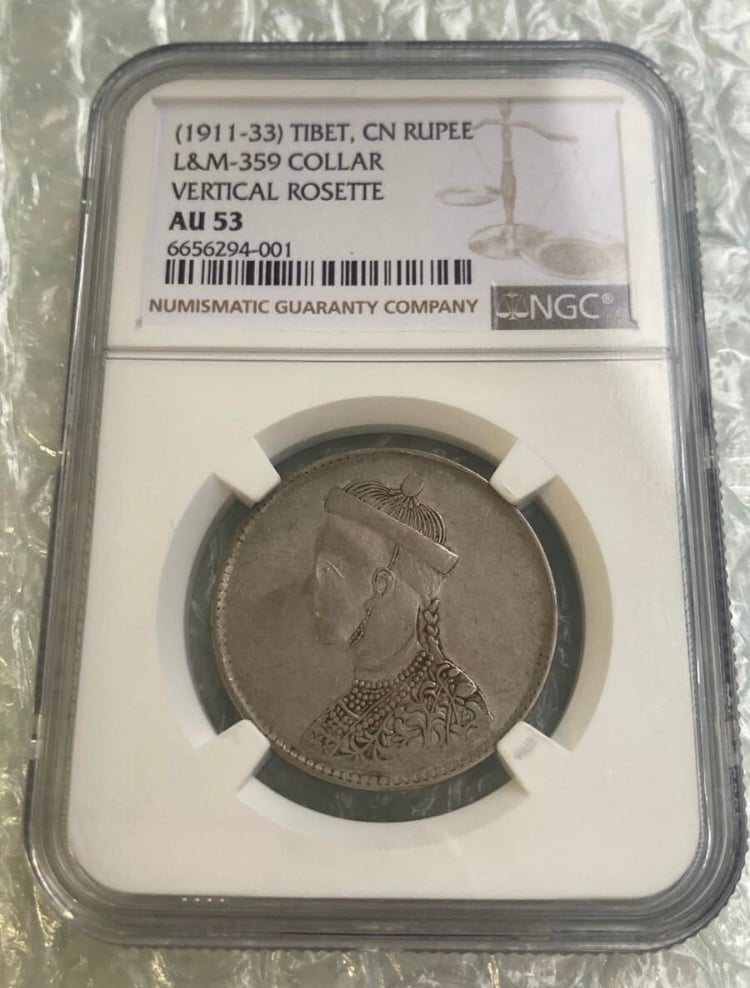 (1911-33) TIBET, CN RUPEE
L&M-359 COLLAR
VERTICAL ROSETTE
AU 53
6656294-001
NUMISMATIC GUARANTY COMPANY NGC®